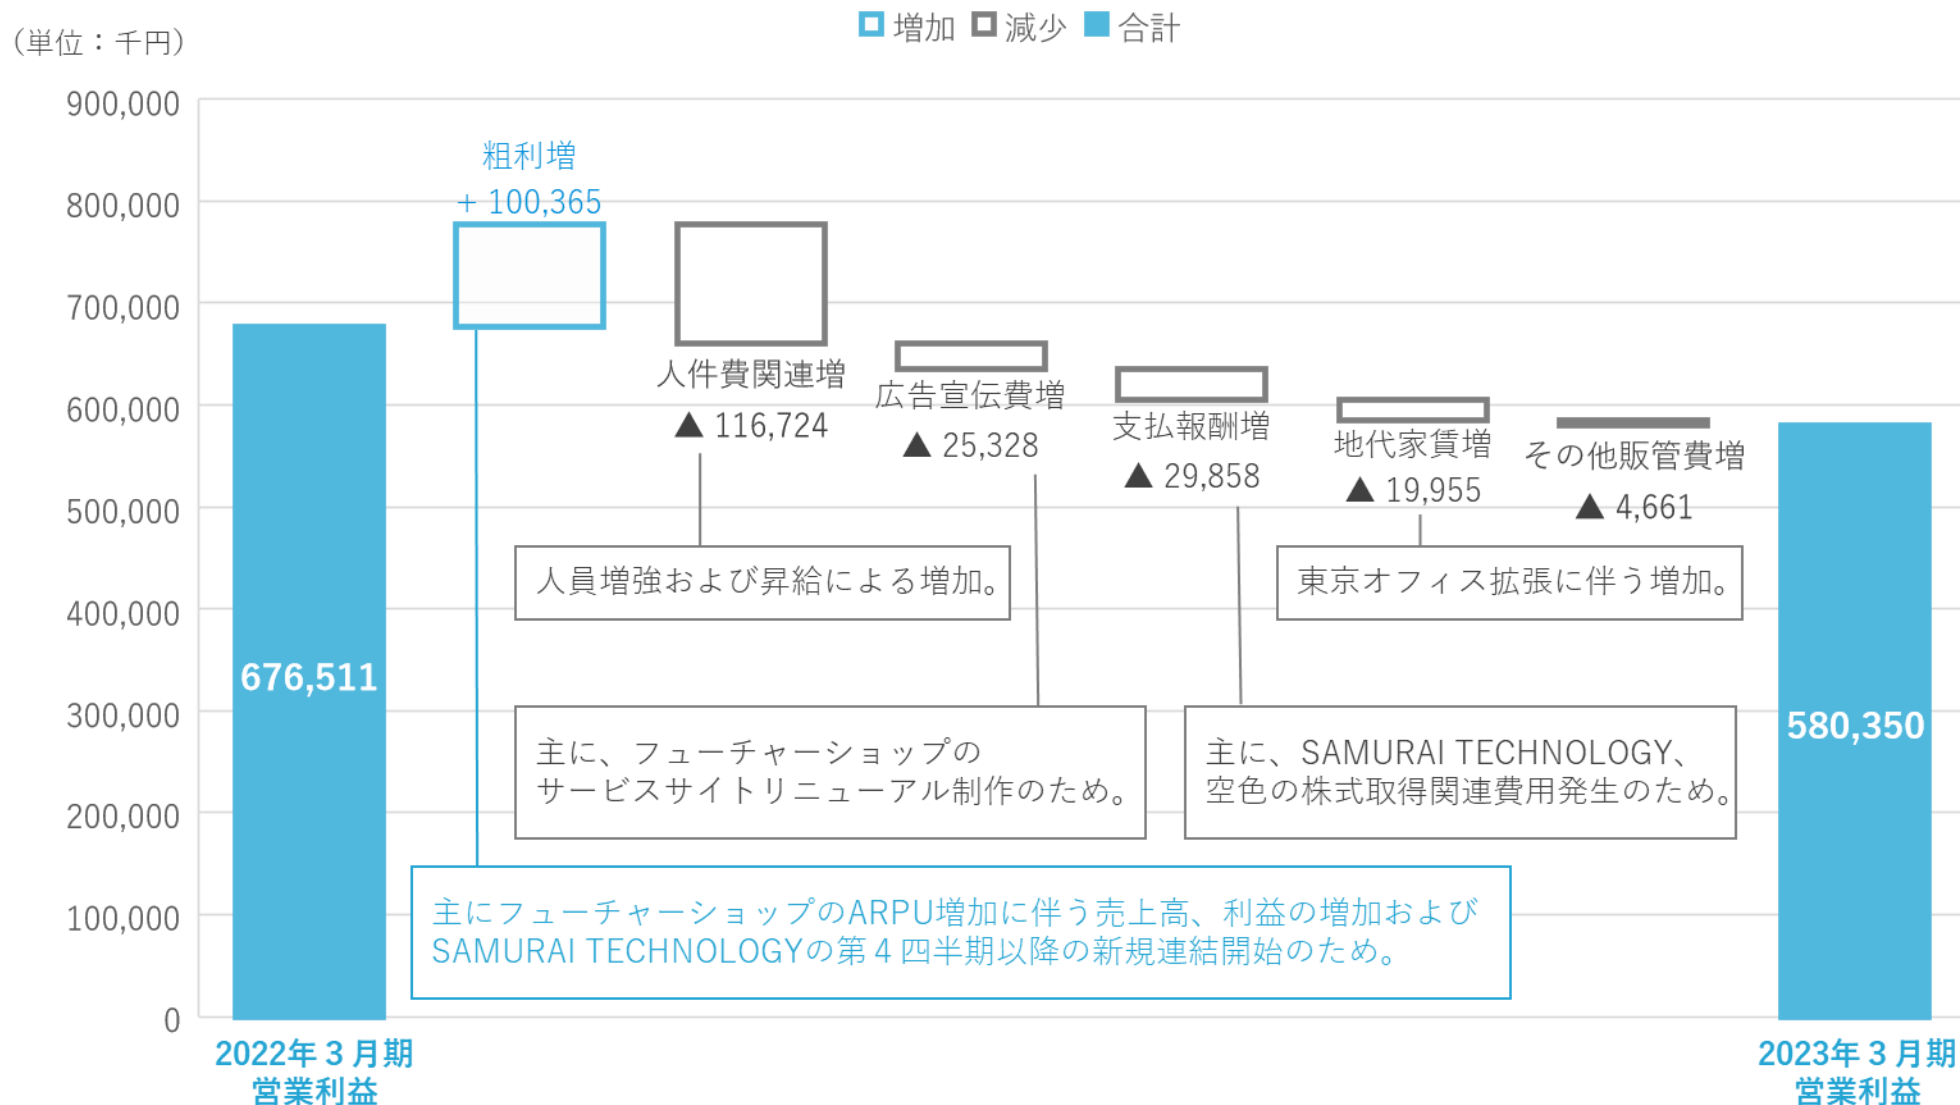 増加 減少 合計
（単位：千円）
900,000
800,000
700,000
600,000
500,000
400,000
300,000
200,000
100,000
0
粗利増
+ 100,365
人件費関連増
▲ 116,724
広告宣伝費増
▲ 25,328
支払報酬増
▲ 29,858
地代家賃増
▲ 19,955
その他販管費増
▲ 4,661
人員増強および昇給による増加。
東京オフィス拡張に伴う増加。
676,511
580,350
主に、フューチャーショップの
サービスサイトリニューアル制作のため。
主に、SAMURAI TECHNOLOGY、
空色の株式取得関連費用発生のため。
主にフューチャーショップのARPU増加に伴う売上高、利益の増加および
SAMURAI TECHNOLOGYの第４四半期以降の新規連結開始のため。
2022年３月期
営業利益
2023年３月期
営業利益